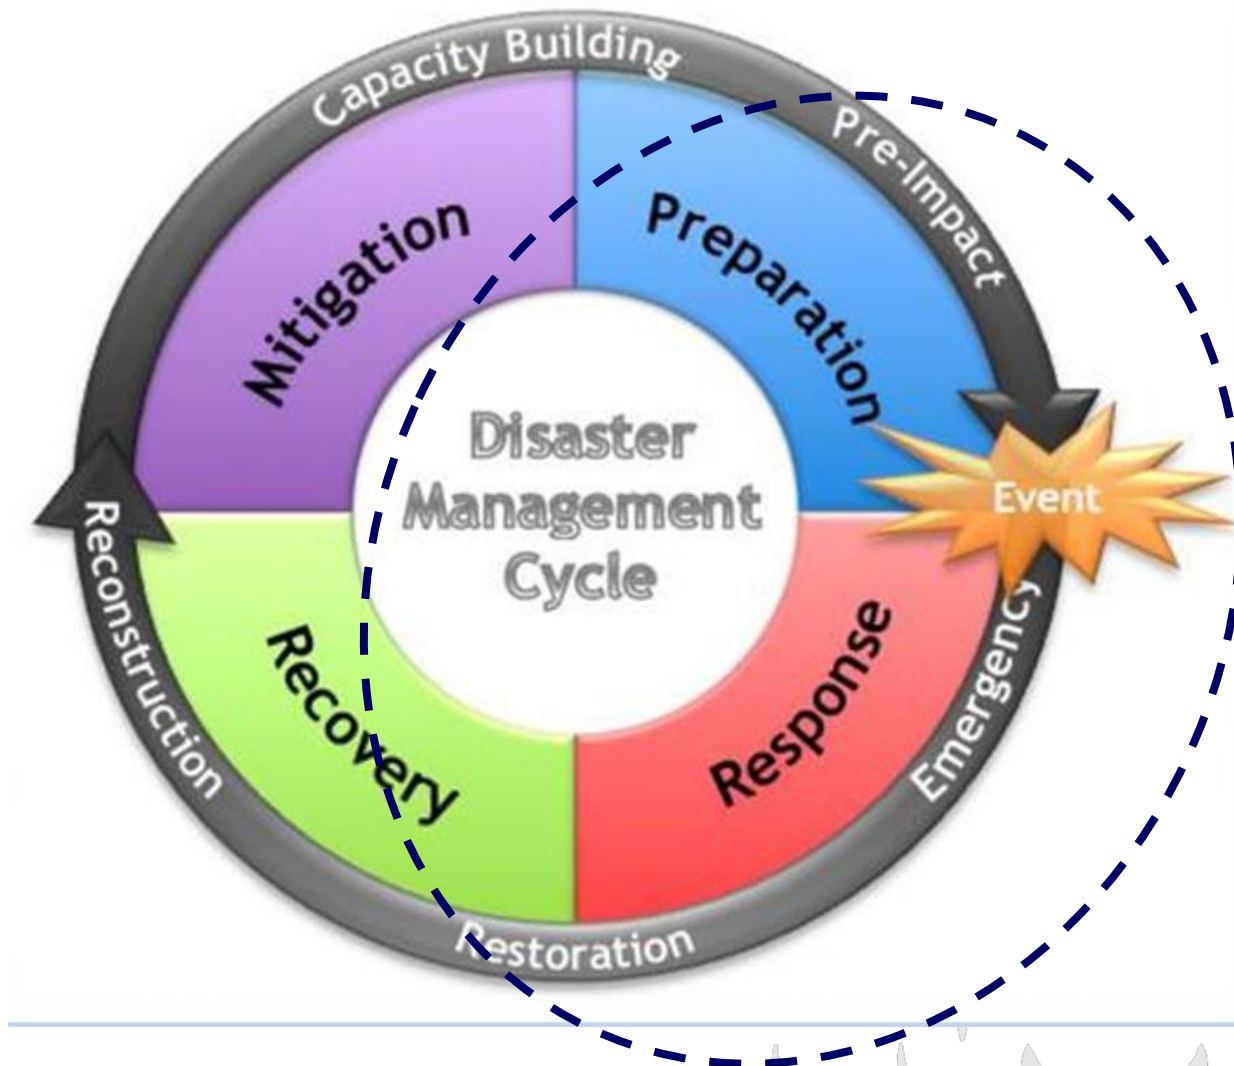 Capacity Building
Pre-Impact
Mitigation
Preparation
Disaster
Management
Cycle
Event
Reconstruction
Recovery
Response
Emergency
Restoration